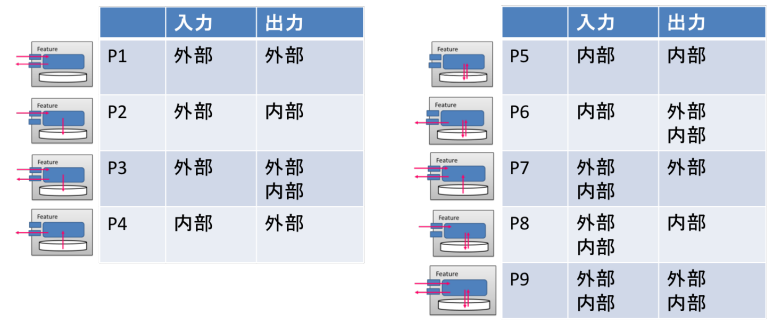 入力 出力
Feature P1 外部 外部
Feature P2 外部 内部
Feature P3 外部 外部
内部
Feature P4 内部 外部
入力 出力
Feature P5 内部 内部
Feature P6 内部 外部
内部
Feature P7 外部 外部
内部
Feature P8 外部 内部
内部
Feature P9 外部 外部
内部 内部